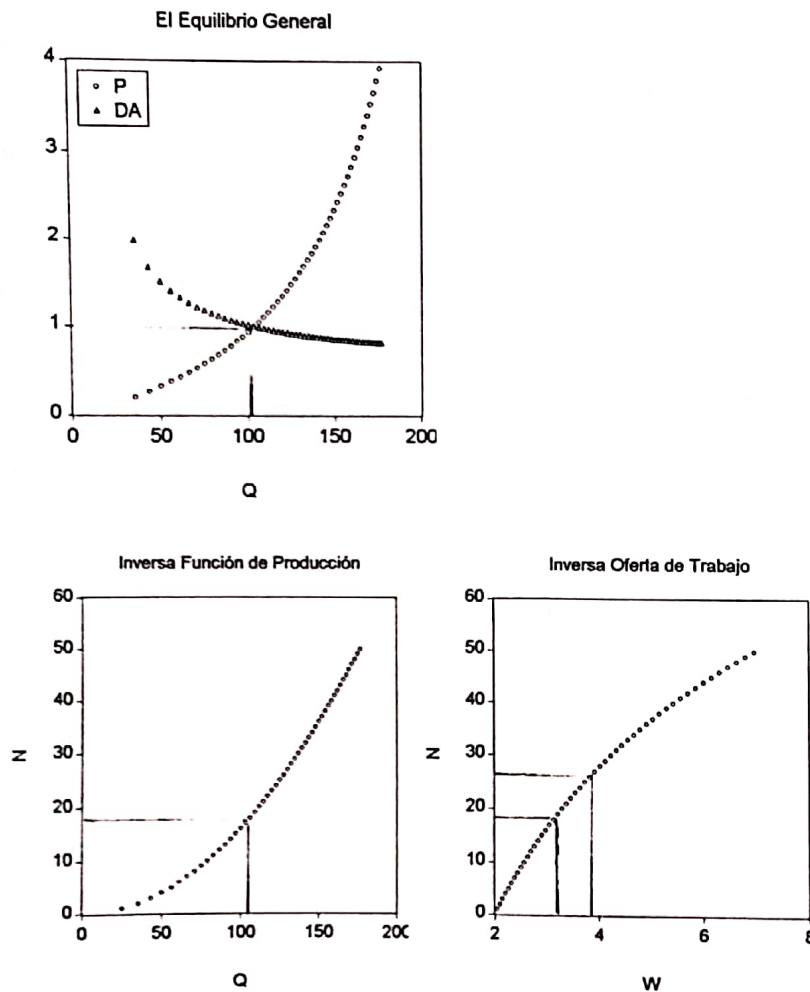 El Equilibrio General
4
3
2
1
0
P
DA
0 50 100 150 200
Q
Inversa Función de Producción
60
50
40
30
20
10
0
N
0 50 100 150 200
Q
Inversa Oferta de Trabajo
60
50
40
30
20
10
0
N
2 4 6 8
W